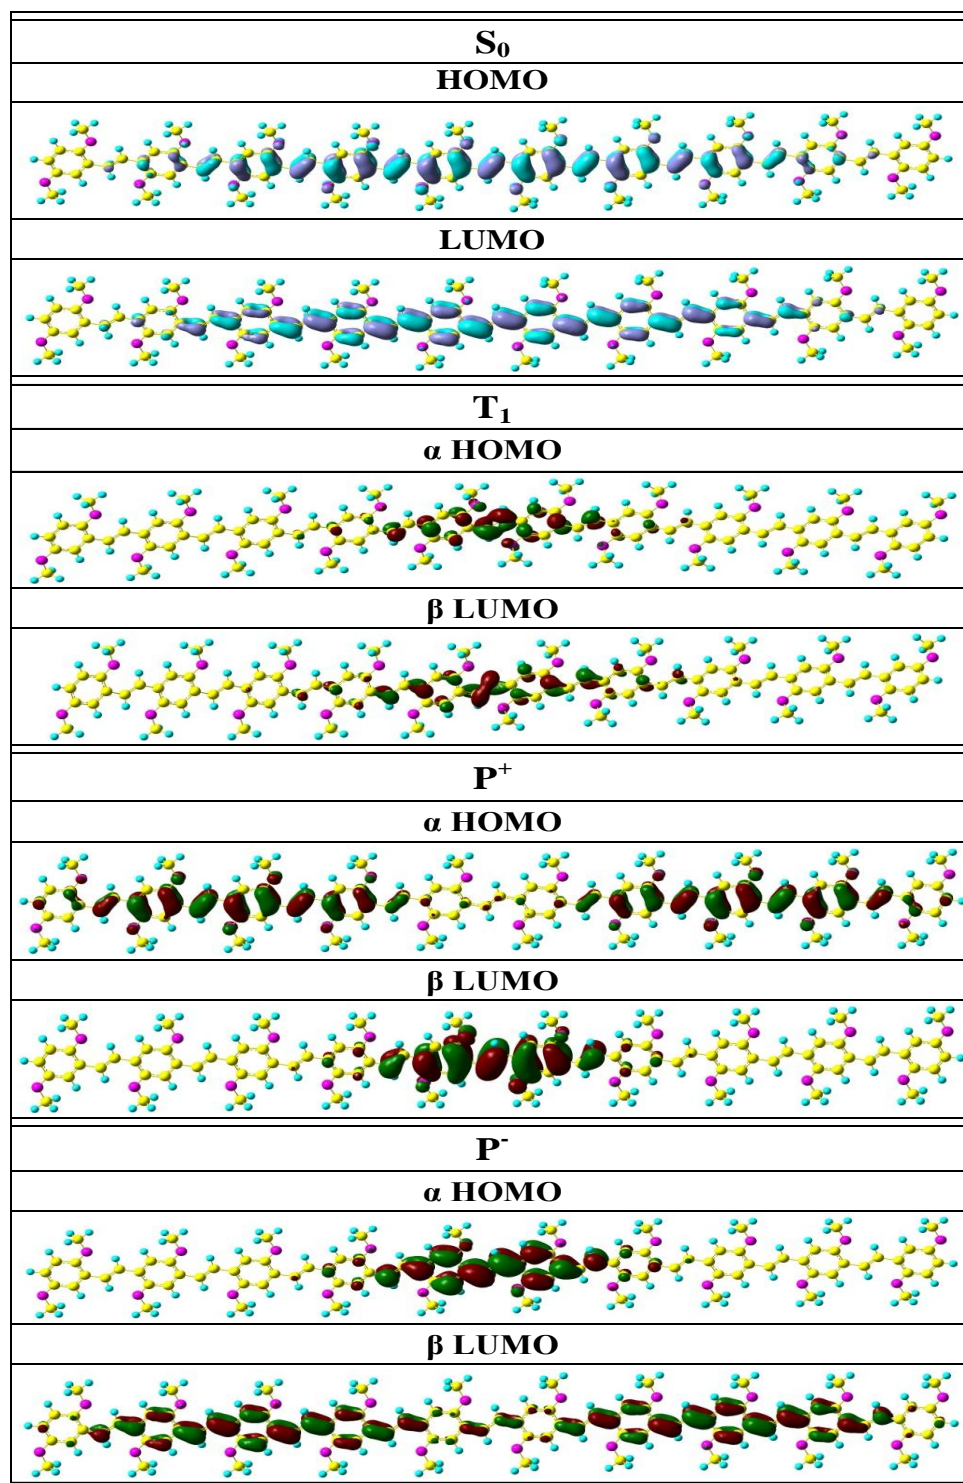 S₀
HOMO
LUMO
T₁
α HOMO
β LUMO
P⁺
α HOMO
β LUMO
P⁻
α HOMO
β LUMO